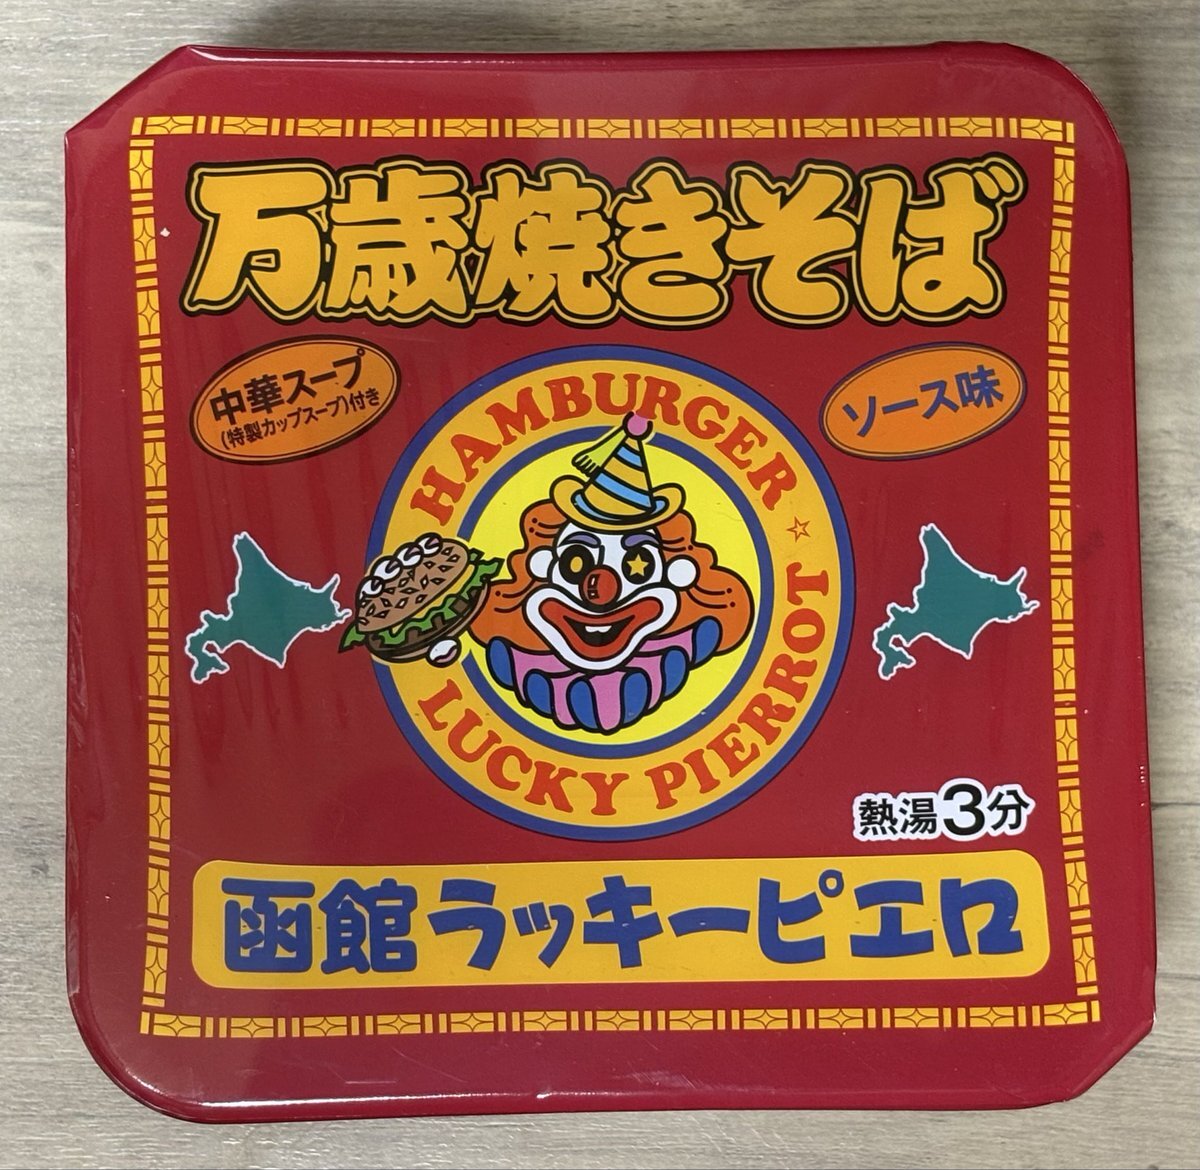 万歳焼きそば
中華スープ
(特製カップスープ)付き
ソース味
HAMBURGER
☆
LUCKY PIERROT
熱湯3分
函館ラッキーピエロ